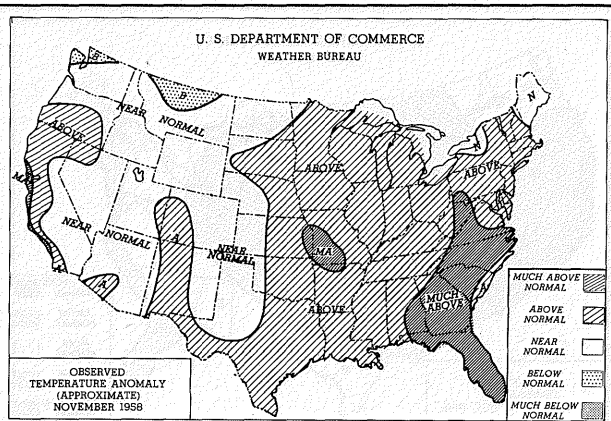 U. S. DEPARTMENT OF COMMERCE
WEATHER BUREAU
B
B
N
NEAR
NORMAL
ABOVE
N
ABOVE
ABOVE
MA
A
NEAR
NORMAL
NEAR
NORMAL
MA
A
A
A
ABOVE
MUCH
ABOVE
MUCH ABOVE
NORMAL
ABOVE
NORMAL
NEAR
NORMAL
BELOW
NORMAL
MUCH BELOW
NORMAL
OBSERVED
TEMPERATURE ANOMALY
(APPROXIMATE)
NOVEMBER 1958